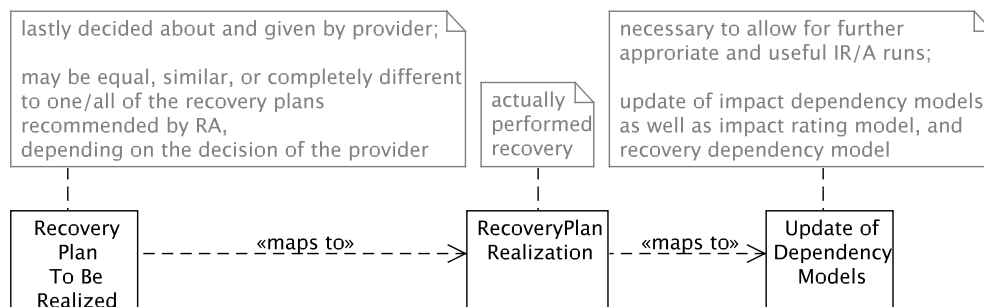 lastly decided about and given by provider;
may be equal, similar, or completely different
to one/all of the recovery plans
recommended by RA,
depending on the decision of the provider
actually
performed
recovery
necessary to allow for further
approriate and useful IR/A runs;
update of impact dependency models
as well as impact rating model, and
recovery dependency model
Recovery
Plan
To Be
Realized
«maps to»
RecoveryPlan
Realization
«maps to»
Update of
Dependency
Models